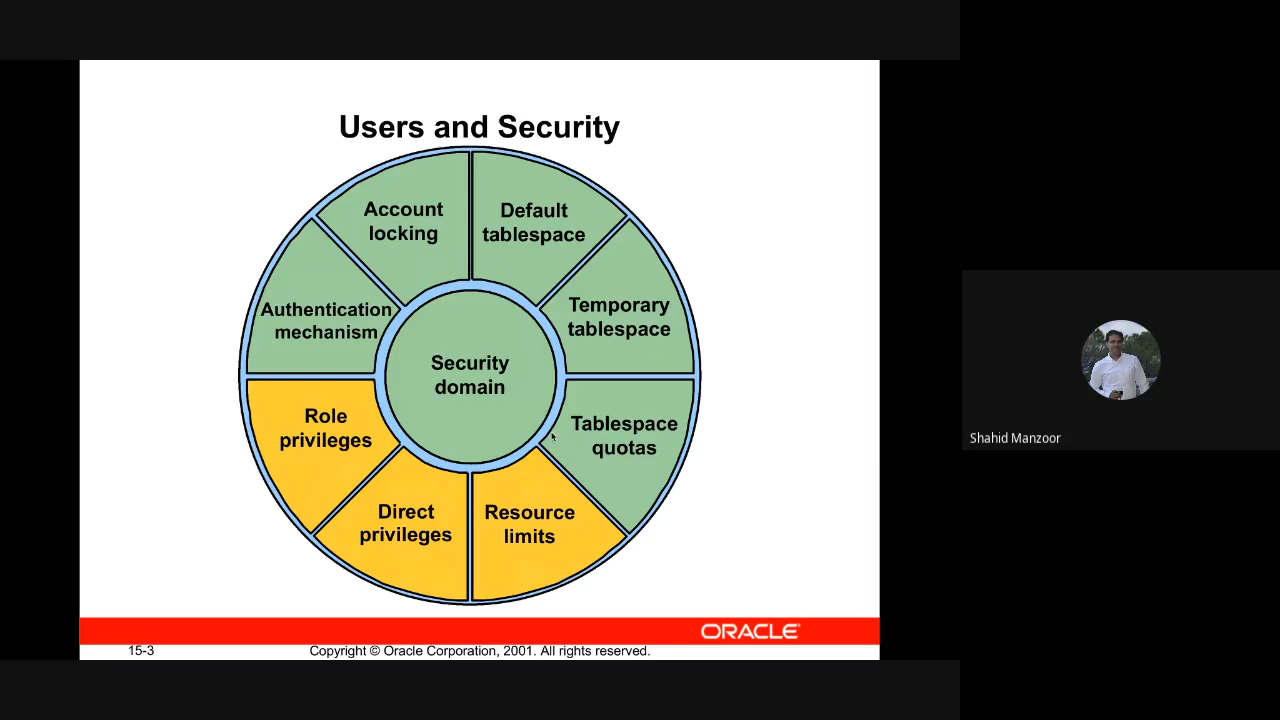 Users and Security
Account
locking
Default
tablespace
Authentication
mechanism
Temporary
tablespace
Security
domain
Role
privileges
Tablespace
quotas
Direct
privileges
Resource
limits
ORACLE
15-3
Copyright © Oracle Corporation, 2001. All rights reserved.
Shahid Manzoor